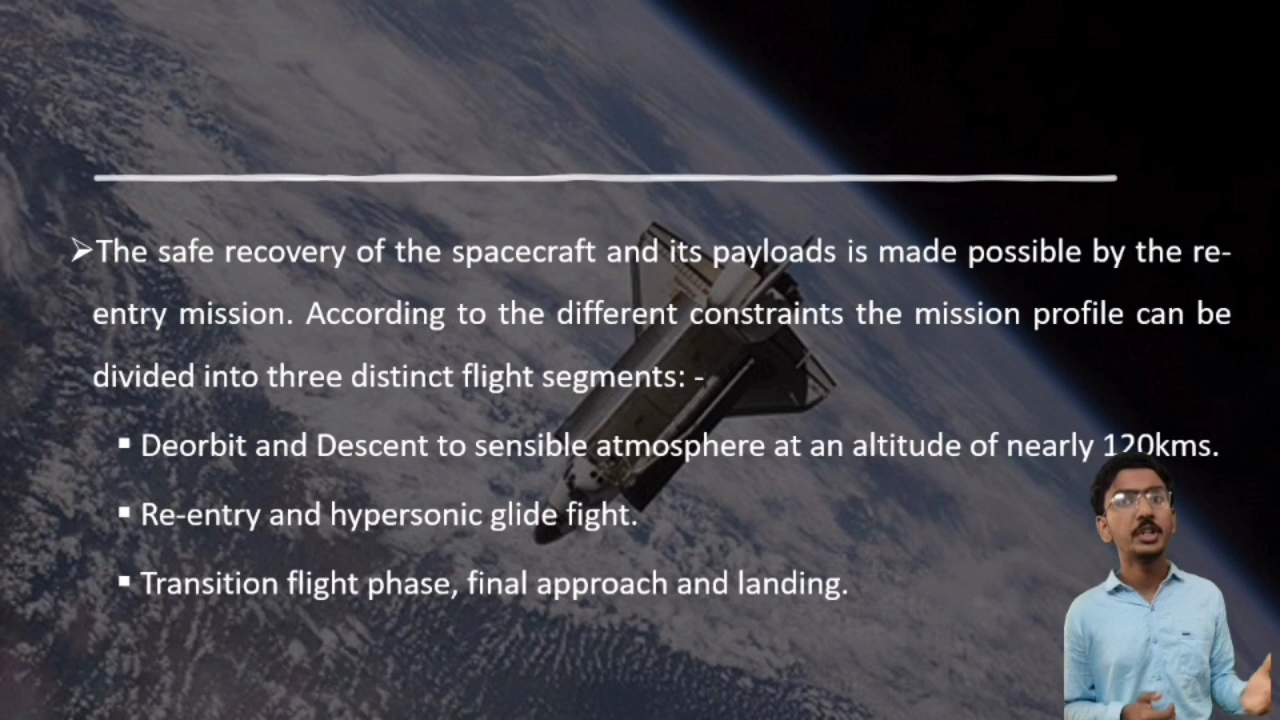 ➢The safe recovery of the spacecraft and its payloads is made possible by the re-
entry mission. According to the different constraints the mission profile can be
divided into three distinct flight segments: -
▪ Deorbit and Descent to sensible atmosphere at an altitude of nearly 120kms.
▪ Re-entry and hypersonic glide fight.
▪ Transition flight phase, final approach and landing.